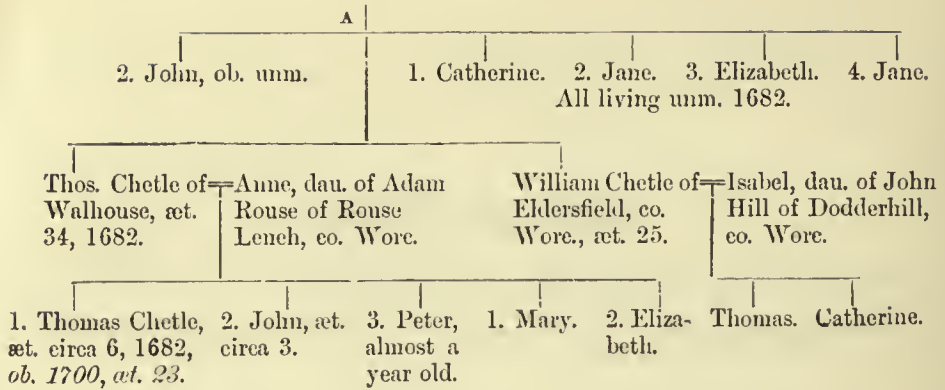 A
2. John, ob. unm.
1. Catherine. 2. Jane. 3. Elizabeth. 4. Jane.
All living unm. 1682.
Thos. Chetle of
Walhouse, æt.
34, 1682.
Anne, dau. of Adam
Rouse of Rouse
Lench, co. Worc.
William Chetle of
Eldersfield, co.
Worc., æt. 25.
Isabel, dau. of John
Hill of Dodderhill,
co. Worc.
1. Thomas Chetle,
æt. circa 6, 1682,
ob. 1700, æt. 23.
2. John, æt.
circa 3.
3. Peter,
almost a
year old.
1. Mary.
2. Eliza-
beth.
Thomas. Catherine.